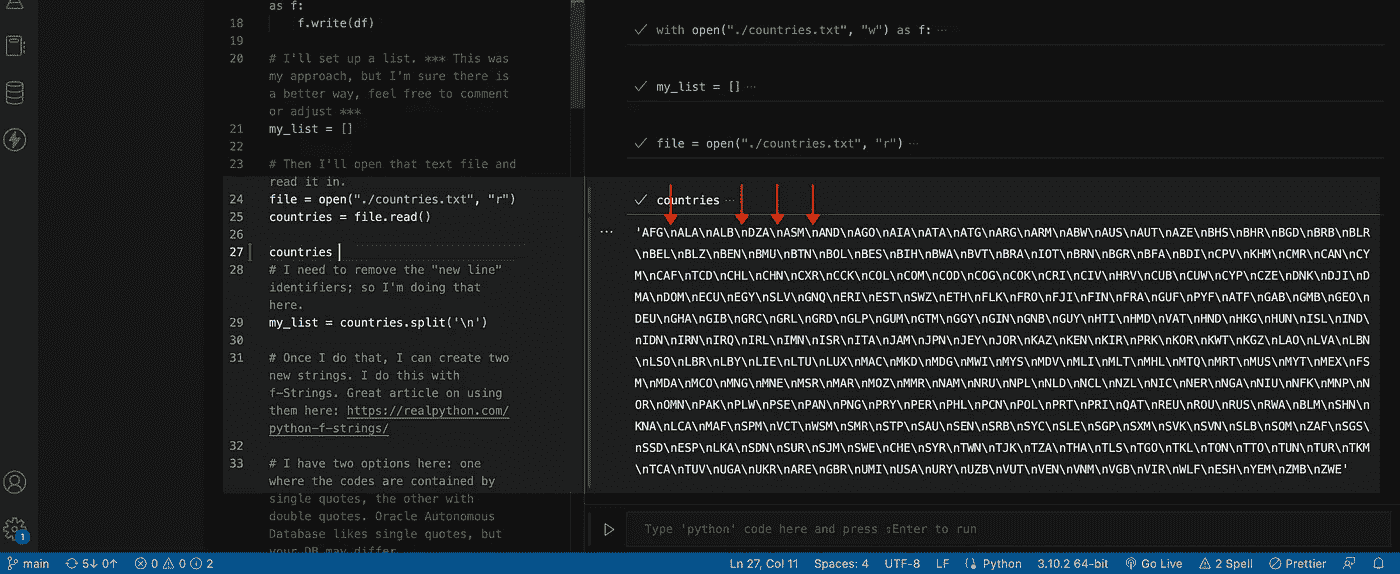 as f:
18 f.write(df)
19
20 # I'll set up a list. *** This was
my approach, but I'm sure there is
a better way, feel free to comment
or adjust ***
21 my_list = []
22
23 # Then I'll open that text file and
read it in.
24 file = open("./countries.txt", "r")
25 countries = file.read()
26
27 countries
28 # I need to remove the "new line"
identifiers; so I'm doing that
here.
29 my_list = countries.split('\n')
30
31 # Once I do that, I can create two
new strings. I do this with
f-Strings. Great article on using
them here: https://realpython.com/
python-f-strings/
32
33 # I have two options here: one
where the codes are contained by
single quotes, the other with
double quotes. Oracle Autonomous
Database likes single quotes, but
your DB may differ.
with open("./countries.txt", "w") as f: ···
my_list = [] ···
file = open("./countries.txt", "r") ···
countries ···
'AFG\nALA\nALB\nDZA\nASM\nAND\nAGO\nAIA\nATA\nATG\nARG\nARM\nABW\nAUS\nAUT\nAZE\nBHS\nBHR\nBGD\nBRB\nBLR
\nBEL\nBLZ\nBEN\nBMU\nBTN\nBOL\nBES\nBIH\nBWA\nBVT\nBRA\nIOT\nBRN\nBGR\nBFA\nBDI\nCPV\nKHM\nCMR\nCAN\nCY
M\nCAF\nTCD\nCHL\nCHN\nCXR\nCCK\nCOL\nCOM\nCOD\nCOG\nCOK\nCRI\nCIV\nHRV\nCUB\nCUW\nCYP\nCZE\nDNK\nDJI\nD
MA\nDOM\nECU\nEGY\nSLV\nGNQ\nERI\nEST\nSWZ\nETH\nFLK\nFRO\nFJI\nFIN\nFRA\nGUF\nPYF\nATF\nGAB\nGMB\nGEO\n
DEU\nGHA\nGIB\nGRC\nGRL\nGRD\nGLP\nGUM\nGTM\nGGY\nGIN\nGNB\nGUY\nHTI\nHMD\nVAT\nHND\nHKG\nHUN\nISL\nIND\
nIDN\nIRN\nIRQ\nIRL\nIMN\nISR\nITA\nJAM\nJPN\nJEY\nJOR\nKAZ\nKEN\nKIR\nPRK\nKOR\nKWT\nKGZ\nLAO\nLVA\nLBN
\nLSO\nLBR\nLBY\nLIE\nLTU\nLUX\nMAC\nMKD\nMDG\nMWI\nMYS\nMDV\nMLI\nMLT\nMHL\nMTQ\nMRT\nMUS\nMYT\nMEX\nFS
M\nMDA\nMCO\nMNG\nMNE\nMSR\nMAR\nMOZ\nMMR\nNAM\nNRU\nNPL\nNLD\nNCL\nNZL\nNIC\nNER\nNGA\nNIU\nNFK\nMNP\nN
OR\nOMN\nPAK\nPLW\nPSE\nPAN\nPNG\nPRY\nPER\nPHL\nPCN\nPOL\nPRT\nPRI\nQAT\nREU\nROU\nRUS\nRWA\nBLM\nSHN\n
KNA\nLCA\nMAF\nSPM\nVCT\nWSM\nSMR\nSTP\nSAU\nSEN\nSRB\nSYC\nSLE\nSGP\nSXM\nSVK\nSVN\nSLB\nSOM\nZAF\nSGS\
nSSD\nESP\nLKA\nSDN\nSUR\nSJM\nSWE\nCHE\nSYR\nTWN\nTJK\nTZA\nTHA\nTLS\nTGO\nTKL\nTON\nTTO\nTUN\nTUR\nTKM
\nTCA\nTUV\nUGA\nUKR\nARE\nGBR\nUMI\nUSA\nURY\nUZB\nVUT\nVEN\nVNM\nVGB\nVIR\nWLF\nESH\nYEM\nZMB\nZWE'
Type 'python' code here and press ⇧Enter to run
1
main 5↓ 0↑ 0 0 2 Ln 27, Col 11 Spaces: 4 UTF-8 LF Python 3.10.2 64-bit Go Live 2 Spell Prettier